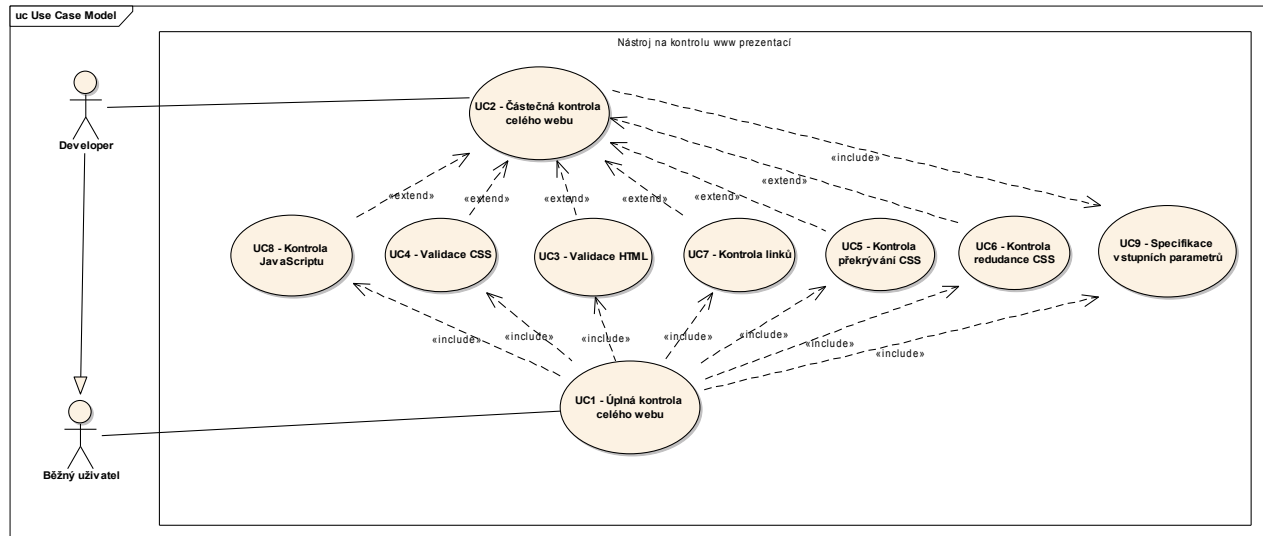 uc Use Case Model
Nástroj na kontrolu www prezentací
UC2 - Částečná kontrola
celého webu
Developer
«include»
«extend»
«extend»
«extend»
«extend»
«extend»
«extend»
UC8 - Kontrola
JavaScriptu
UC4 - Validace CSS
UC3 - Validace HTML
UC7 - Kontrola linků
UC5 - Kontrola
překrývání CSS
UC6 - Kontrola
redudance CSS
UC9 - Specifikace
vstupních parametrů
«include»
«include»
«include»
«include»
«include»
«include»
«include»
UC1 - Úplná kontrola
celého webu
Běžný uživatel